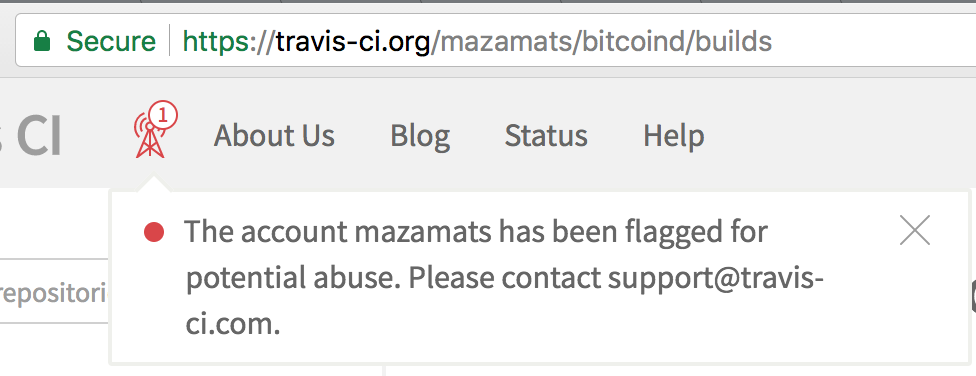 Secure https://travis-ci.org/mazamats/bitcoind/builds
CI 1 About Us Blog Status Help
The account mazamats has been flagged for
repositori potential abuse. Please contact support@travis-
ci.com.